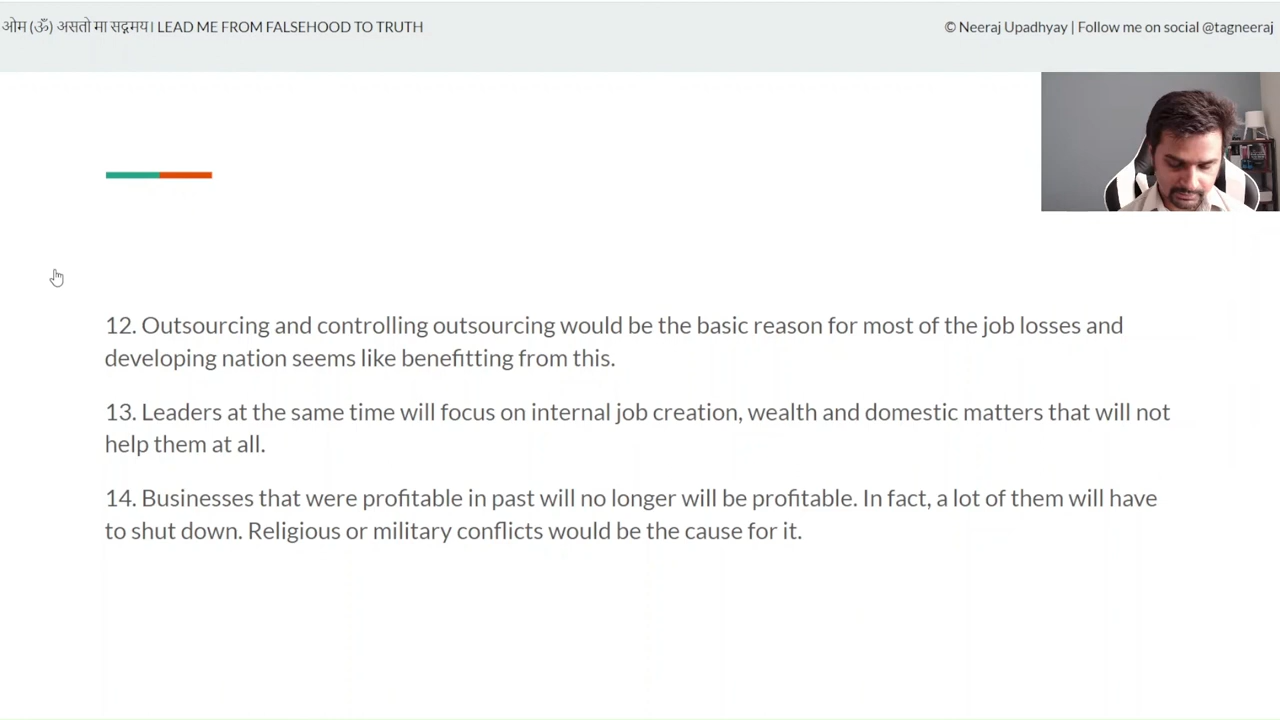 ओम (ॐ) असतो मा सद्गमय। LEAD ME FROM FALSEHOOD TO TRUTH
© Neeraj Upadhyay | Follow me on social @tagneeraj
12. Outsourcing and controlling outsourcing would be the basic reason for most of the job losses and
developing nation seems like benefitting from this.
13. Leaders at the same time will focus on internal job creation, wealth and domestic matters that will not
help them at all.
14. Businesses that were profitable in past will no longer will be profitable. In fact, a lot of them will have
to shut down. Religious or military conflicts would be the cause for it.